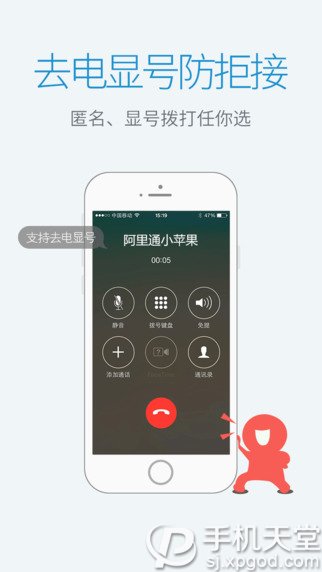 去电显号防拒接
匿名、显号拨打任你选
中国移动 15:19 47%
支持去电显号
阿里通小苹果
00:05
静音 拨号键盘 免提
添加通话 FaceTime 通讯录
手机天堂
sj.xpgod.com